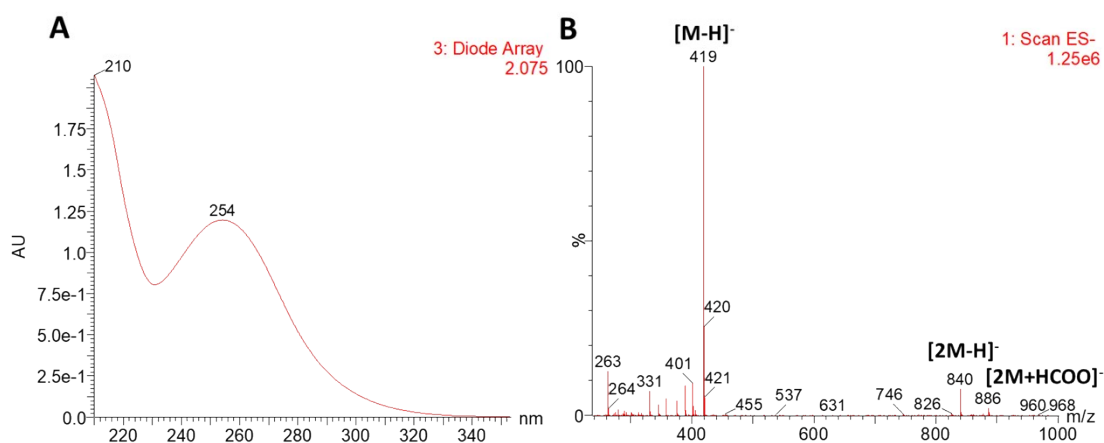 A
3: Diode Array
2.075
210
254
AU
1.75
1.5
1.25
1.0
7.5e-1
5.0e-1
2.5e-1
0.0
nm
220 240 260 280 300 320 340
B
[M-H]-
1: Scan ES-
1.25e6
419
100
%
0
420
263
264
331
401
421
455
537
631
746
826
[2M-H]-
840
[2M+HCOO]-
886
960
968
m/z
400 600 800 1000